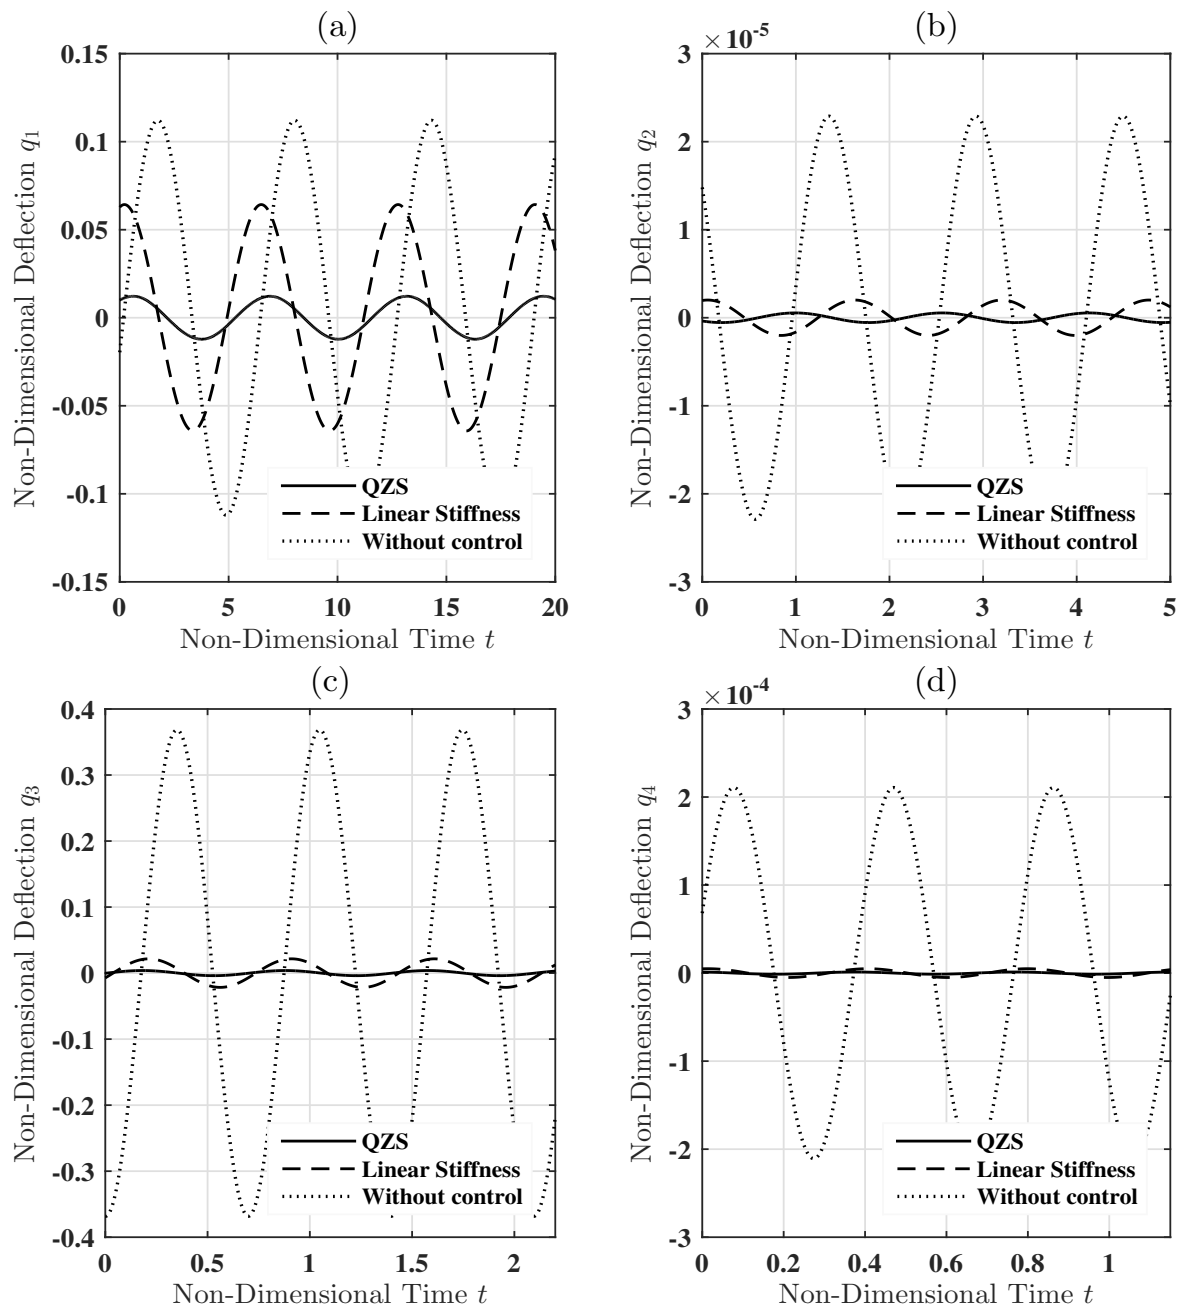 (a)
0.15
0.1
0.05
0
-0.05
-0.1
-0.15
Non-Dimensional Deflection q1
QZS
Linear Stiffness
Without control
0 5 10 15 20
Non-Dimensional Time t
(b)
×10-5
3
2
1
0
-1
-2
-3
Non-Dimensional Deflection q2
QZS
Linear Stiffness
Without control
0 1 2 3 4 5
Non-Dimensional Time t
(c)
0.4
0.3
0.2
0.1
0
-0.1
-0.2
-0.3
-0.4
Non-Dimensional Deflection q3
QZS
Linear Stiffness
Without control
0 0.5 1 1.5 2
Non-Dimensional Time t
(d)
×10-4
3
2
1
0
-1
-2
-3
Non-Dimensional Deflection q4
QZS
Linear Stiffness
Without control
0 0.2 0.4 0.6 0.8 1
Non-Dimensional Time t